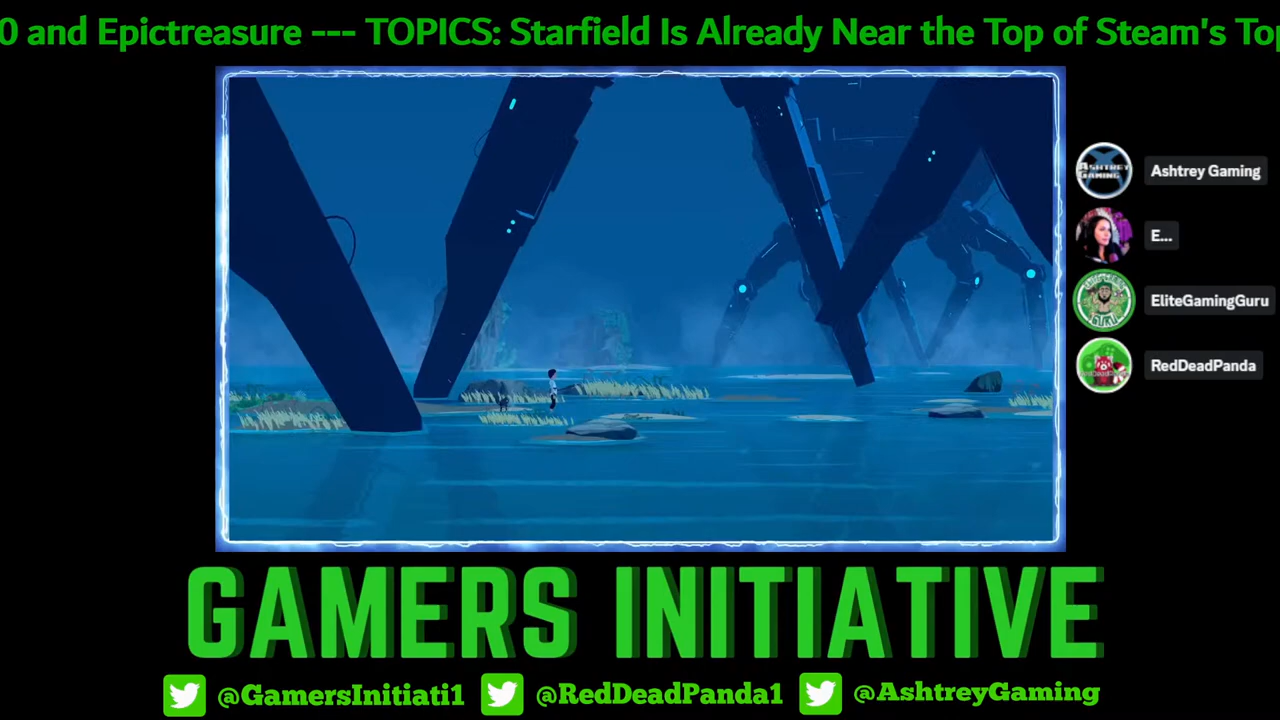 0 and Epictreasure --- TOPICS: Starfield Is Already Near the Top of Steam's Top
Ashtrey Gaming
E...
EliteGamingGuru
RedDeadPanda
GAMERS INITIATIVE
@GamersInitiati1 @RedDeadPanda1 @AshtreyGaming